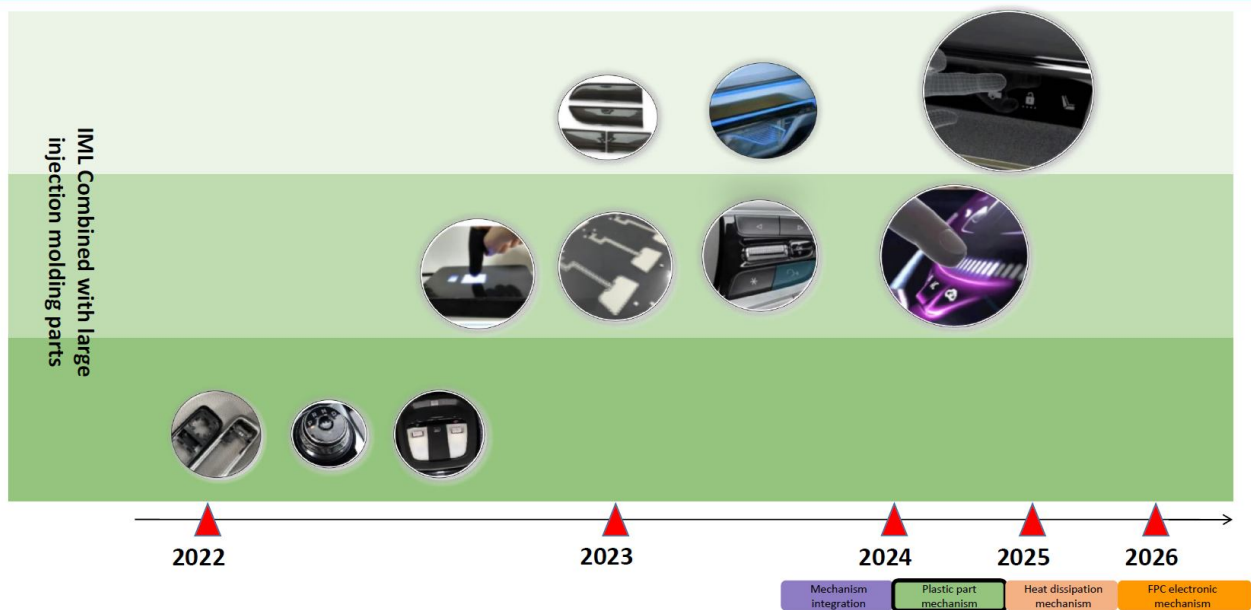 IML Combined with large
injection molding parts
2022
2023
2024
2025
2026
Mechanism
integration
Plastic part
mechanism
Heat dissipation
mechanism
FPC electronic
mechanism